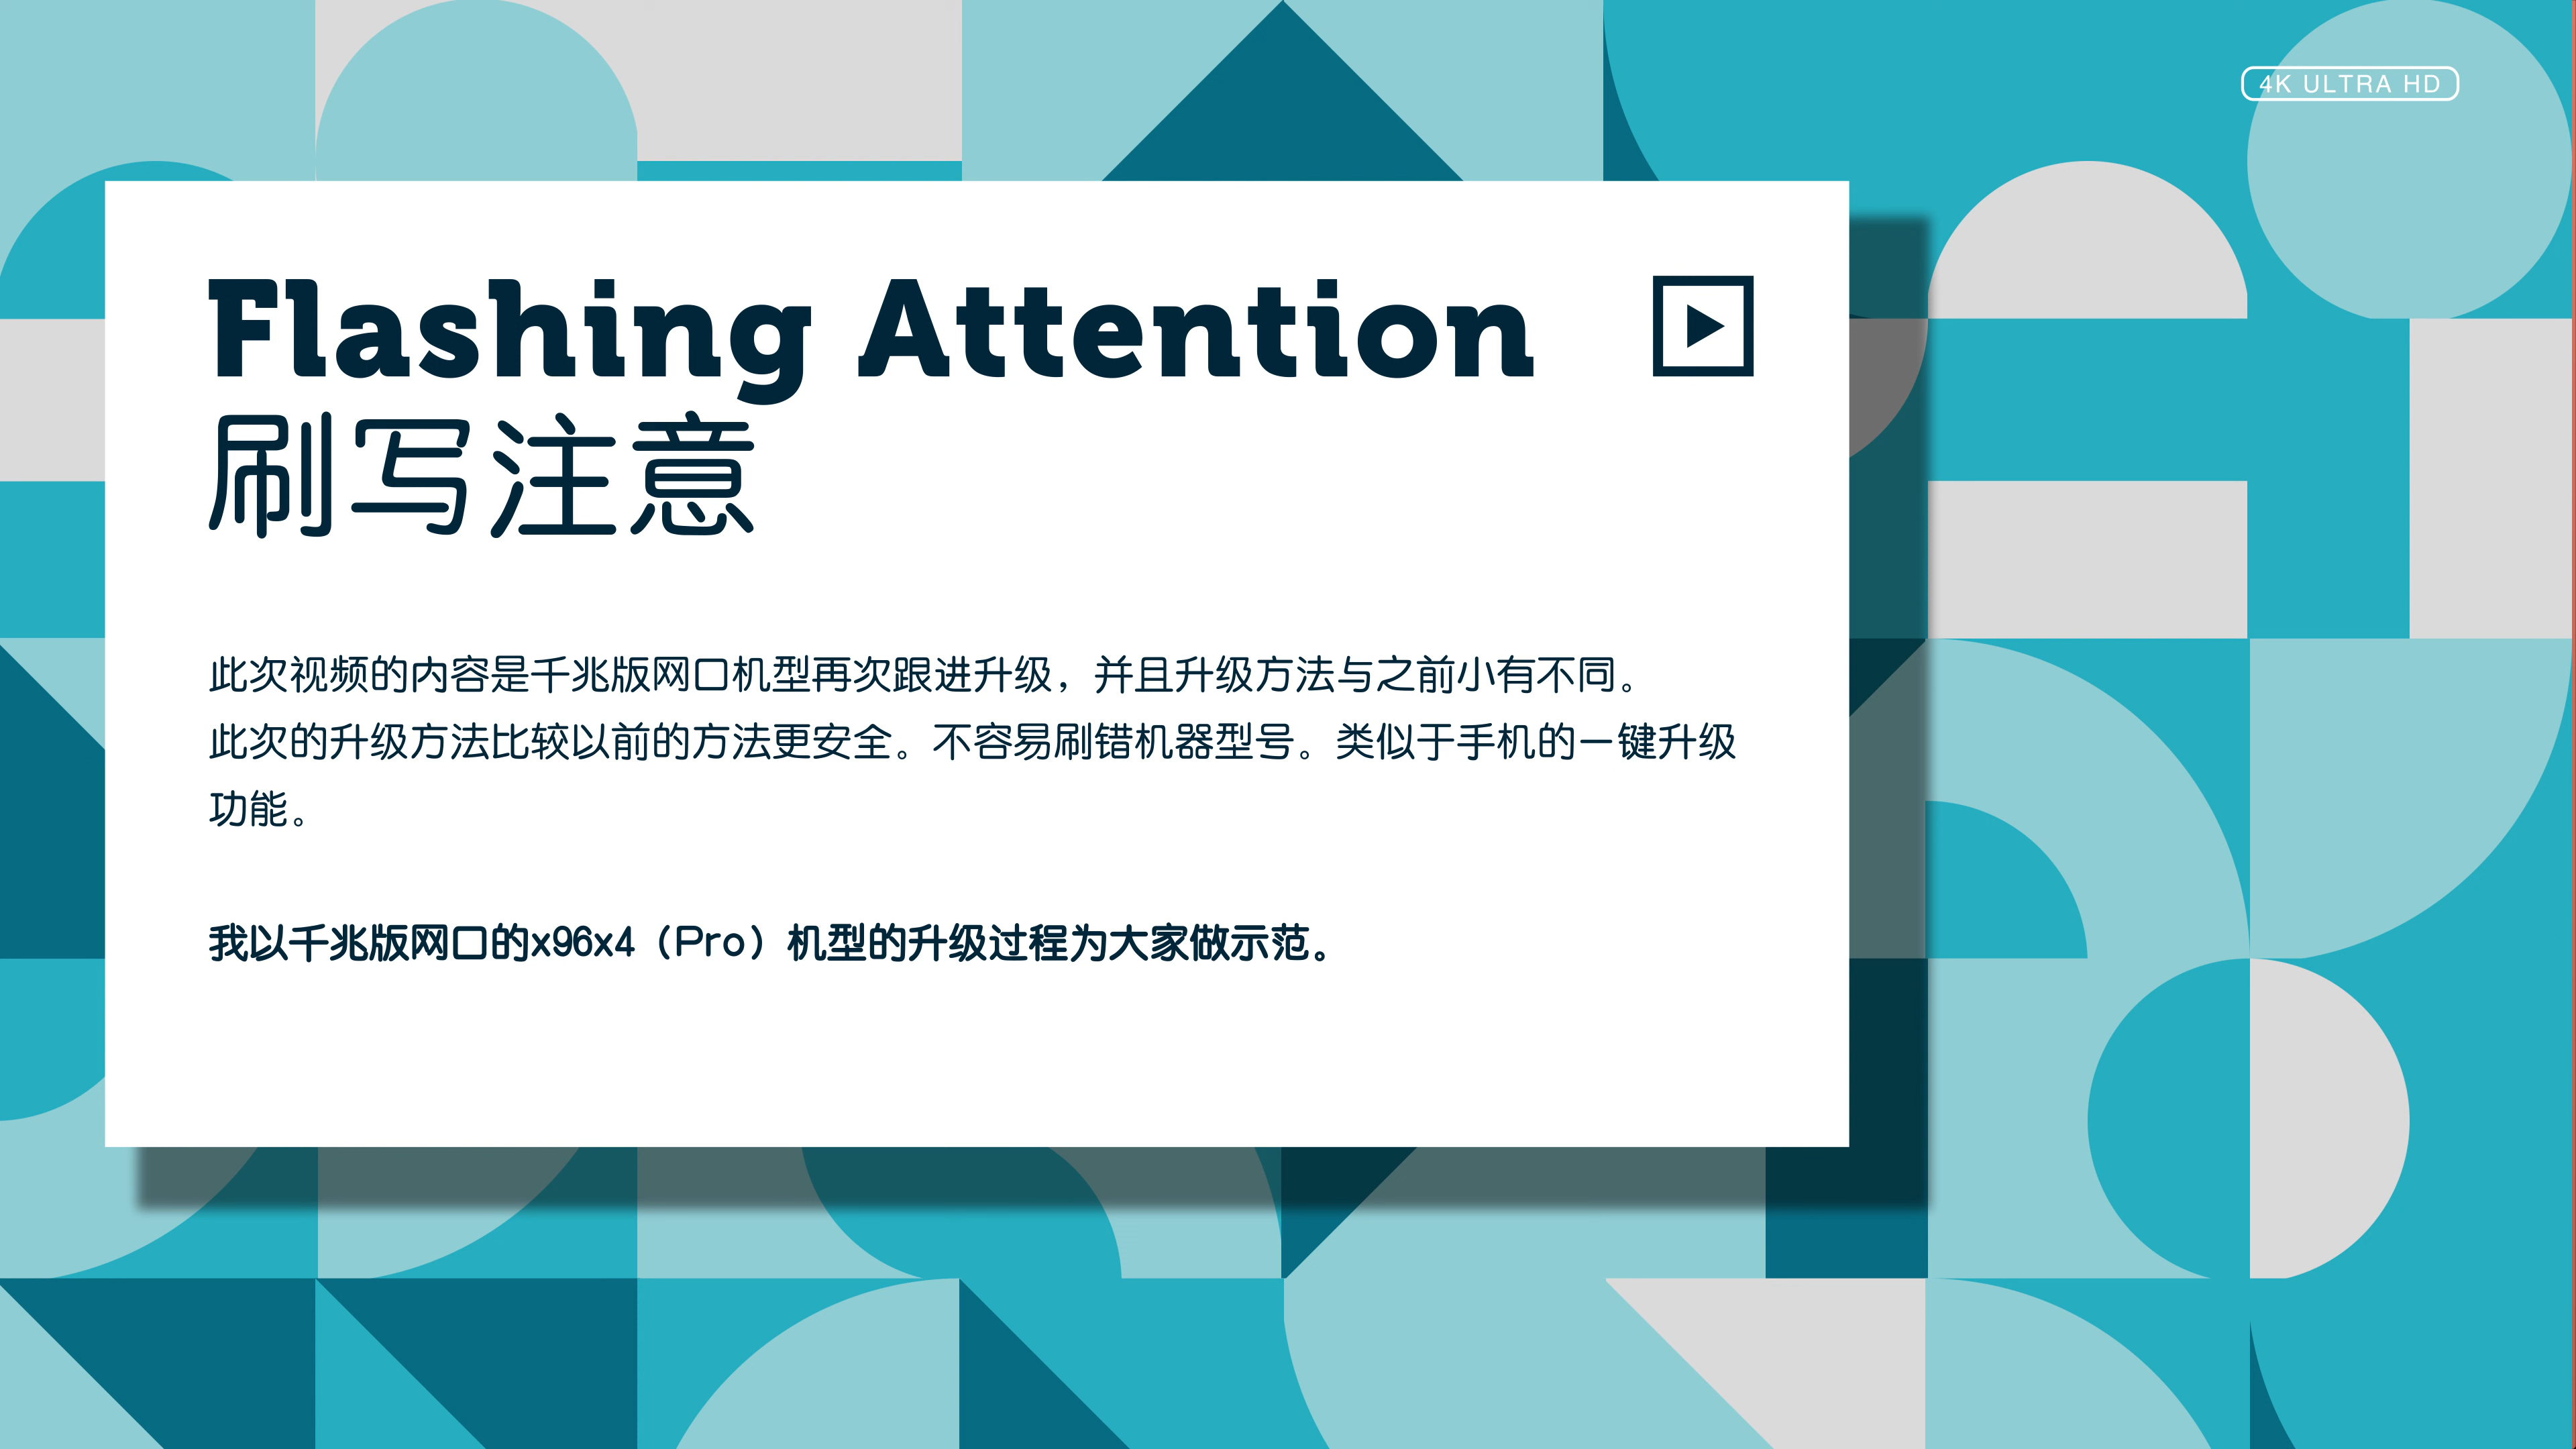 4K ULTRA HD
Flashing Attention
刷写注意
此次视频的内容是千兆版网口机型再次跟进升级，并且升级方法与之前小有不同。
此次的升级方法比较以前的方法更安全。不容易刷错机器型号。类似于手机的一键升级
功能。
我以千兆版网口的x96x4（Pro）机型的升级过程为大家做示范。